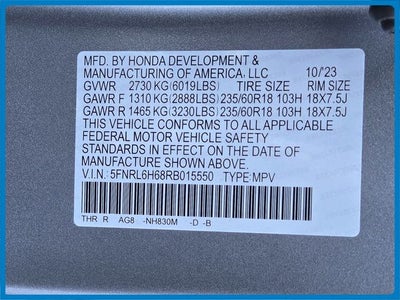 MFD. BY HONDA DEVELOPMENT &
MANUFACTURING OF AMERICA, LLC 10/'23
GVWR 2730 KG (6019LBS) TIRE SIZE RIM SIZE
GAWR F 1310 KG (2888LBS) 235/60R18 103H 18X7.5J
GAWR R 1465 KG (3230LBS) 235/60R18 103H 18X7.5J
THIS VEHICLE CONFORMS TO ALL APPLICABLE
FEDERAL MOTOR VEHICLE SAFETY
STANDARDS IN EFFECT ON THE DATE OF
MANUFACTURE SHOWN ABOVE.
V.I.N: 5FNRL6H68RB015550 TYPE:MPV
THR R AG8 -NH830M -D -B